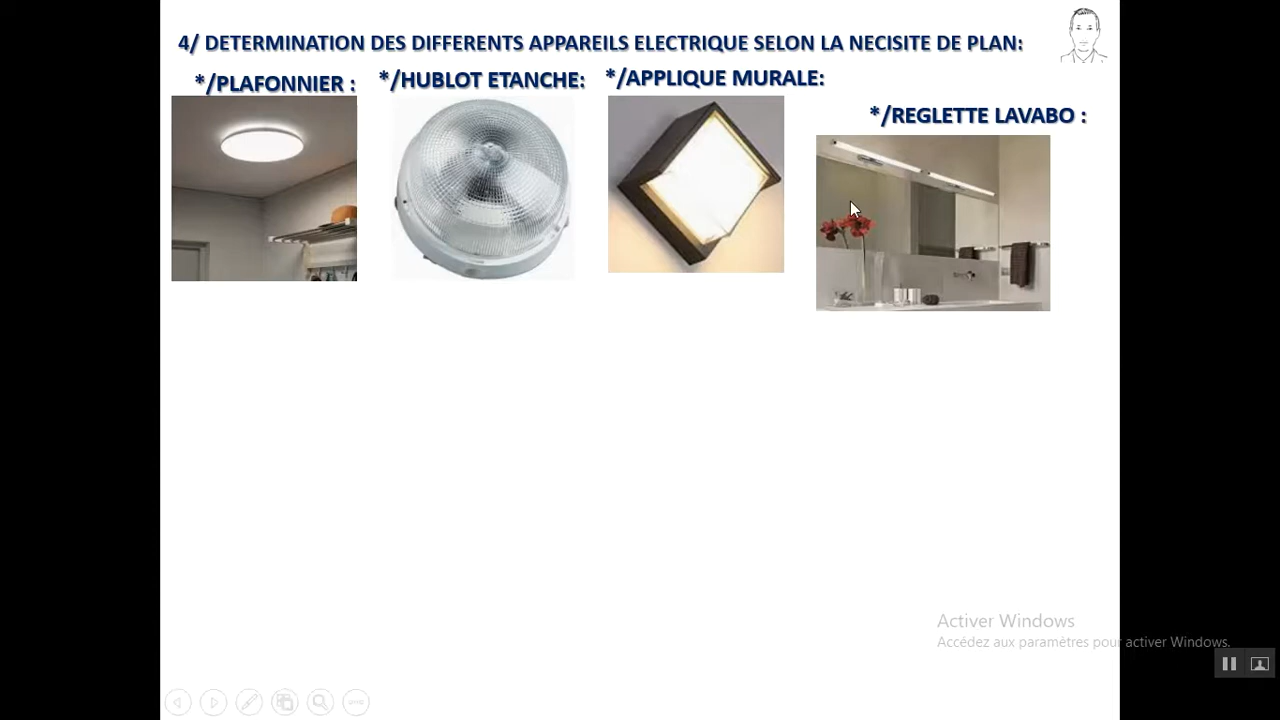 4/ DETERMINATION DES DIFFERENTS APPAREILS ELECTRIQUE SELON LA NECISITE DE PLAN:
*/PLAFONNIER :
*/HUBLOT ETANCHE:
*/APPLIQUE MURALE:
*/REGLETTE LAVABO :
Activer Windows
Accédez aux paramètres pour activer Windows.